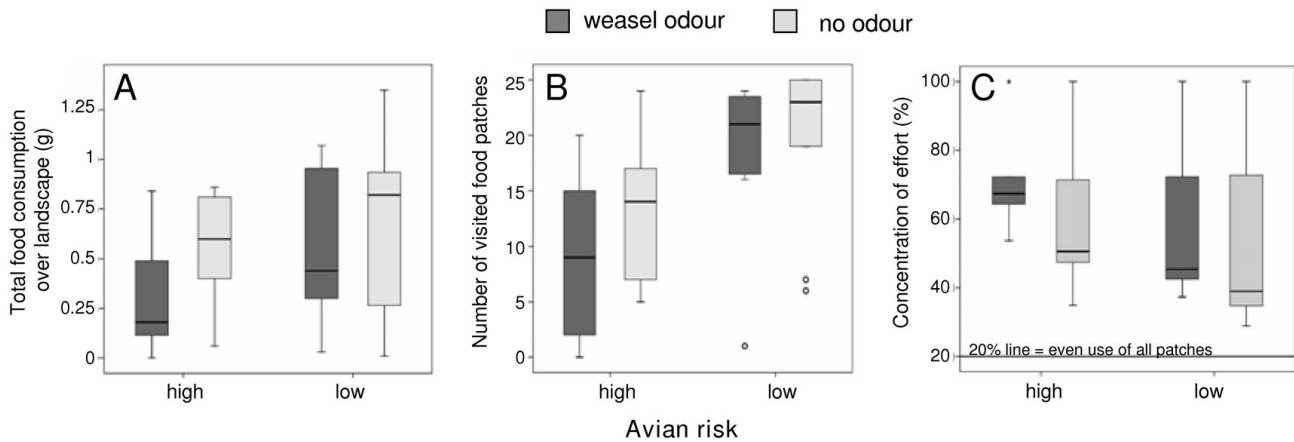 weasel odour
no odour
A
Total food consumption
over landscape (g)
1.25
1
0.75
0.5
0.25
0
high
low
B
Number of visited food patches
25
20
15
10
5
0
high
low
Avian risk
C
Concentration of effort (%)
100
80
60
40
20
20% line = even use of all patches
high
low